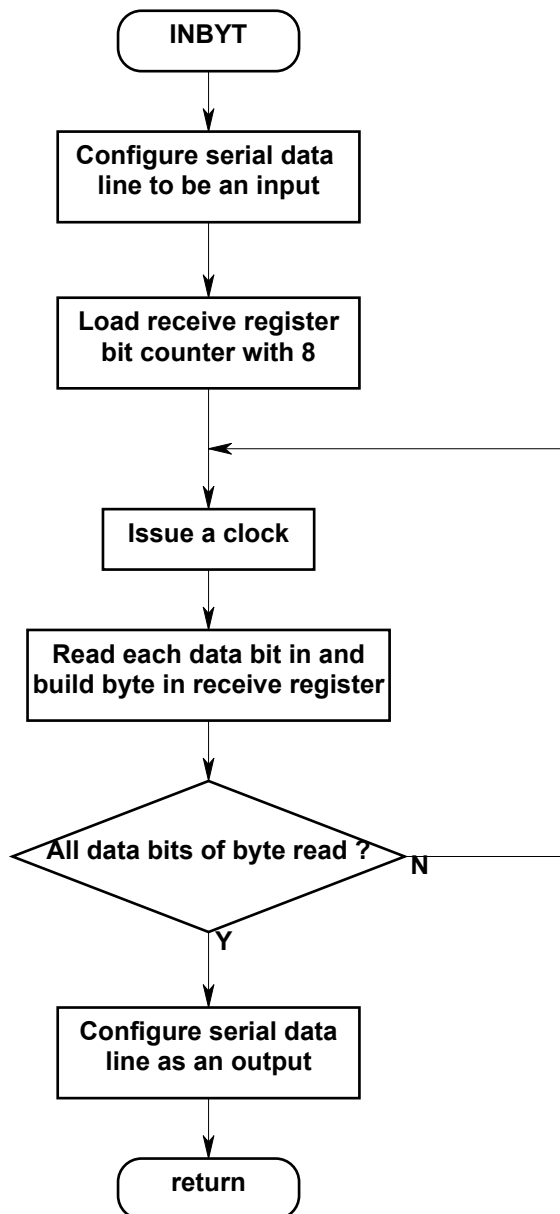 INBYT
Configure serial data
line to be an input
Load receive register
bit counter with 8
Issue a clock
Read each data bit in and
build byte in receive register
All data bits of byte read ?
N
Y
Configure serial data
line as an output
return